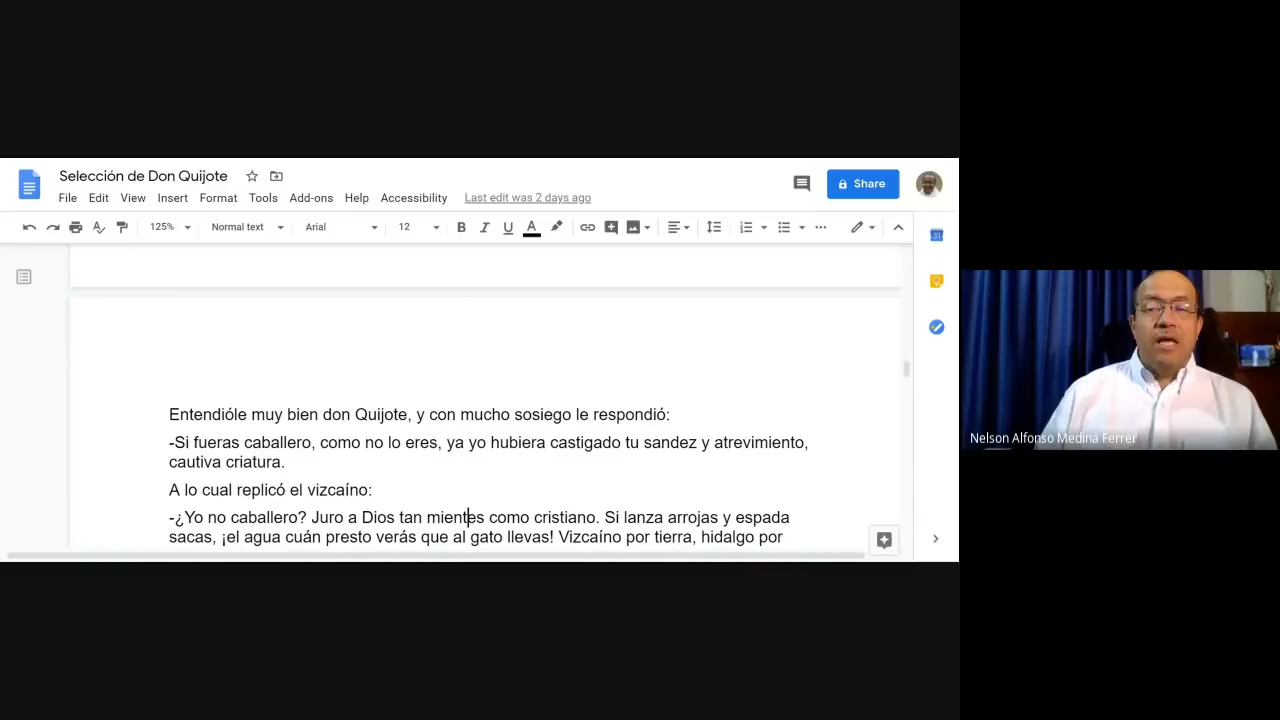 Selección de Don Quijote
File Edit View Insert Format Tools Add-ons Help Accessibility Last edit was 2 days ago
Share
125% Normal text Arial 12 B I U A
31
Entendióle muy bien don Quijote, y con mucho sosiego le respondió:
-Si fueras caballero, como no lo eres, ya yo hubiera castigado tu sandez y atrevimiento,
cautiva criatura.
A lo cual replicó el vizcaíno:
-¿Yo no caballero? Juro a Dios tan mientes como cristiano. Si lanza arrojas y espada
sacas, ¡el agua cuán presto verás que al gato llevas! Vizcaíno por tierra, hidalgo por
Nelson Alfonso Medina Ferrer